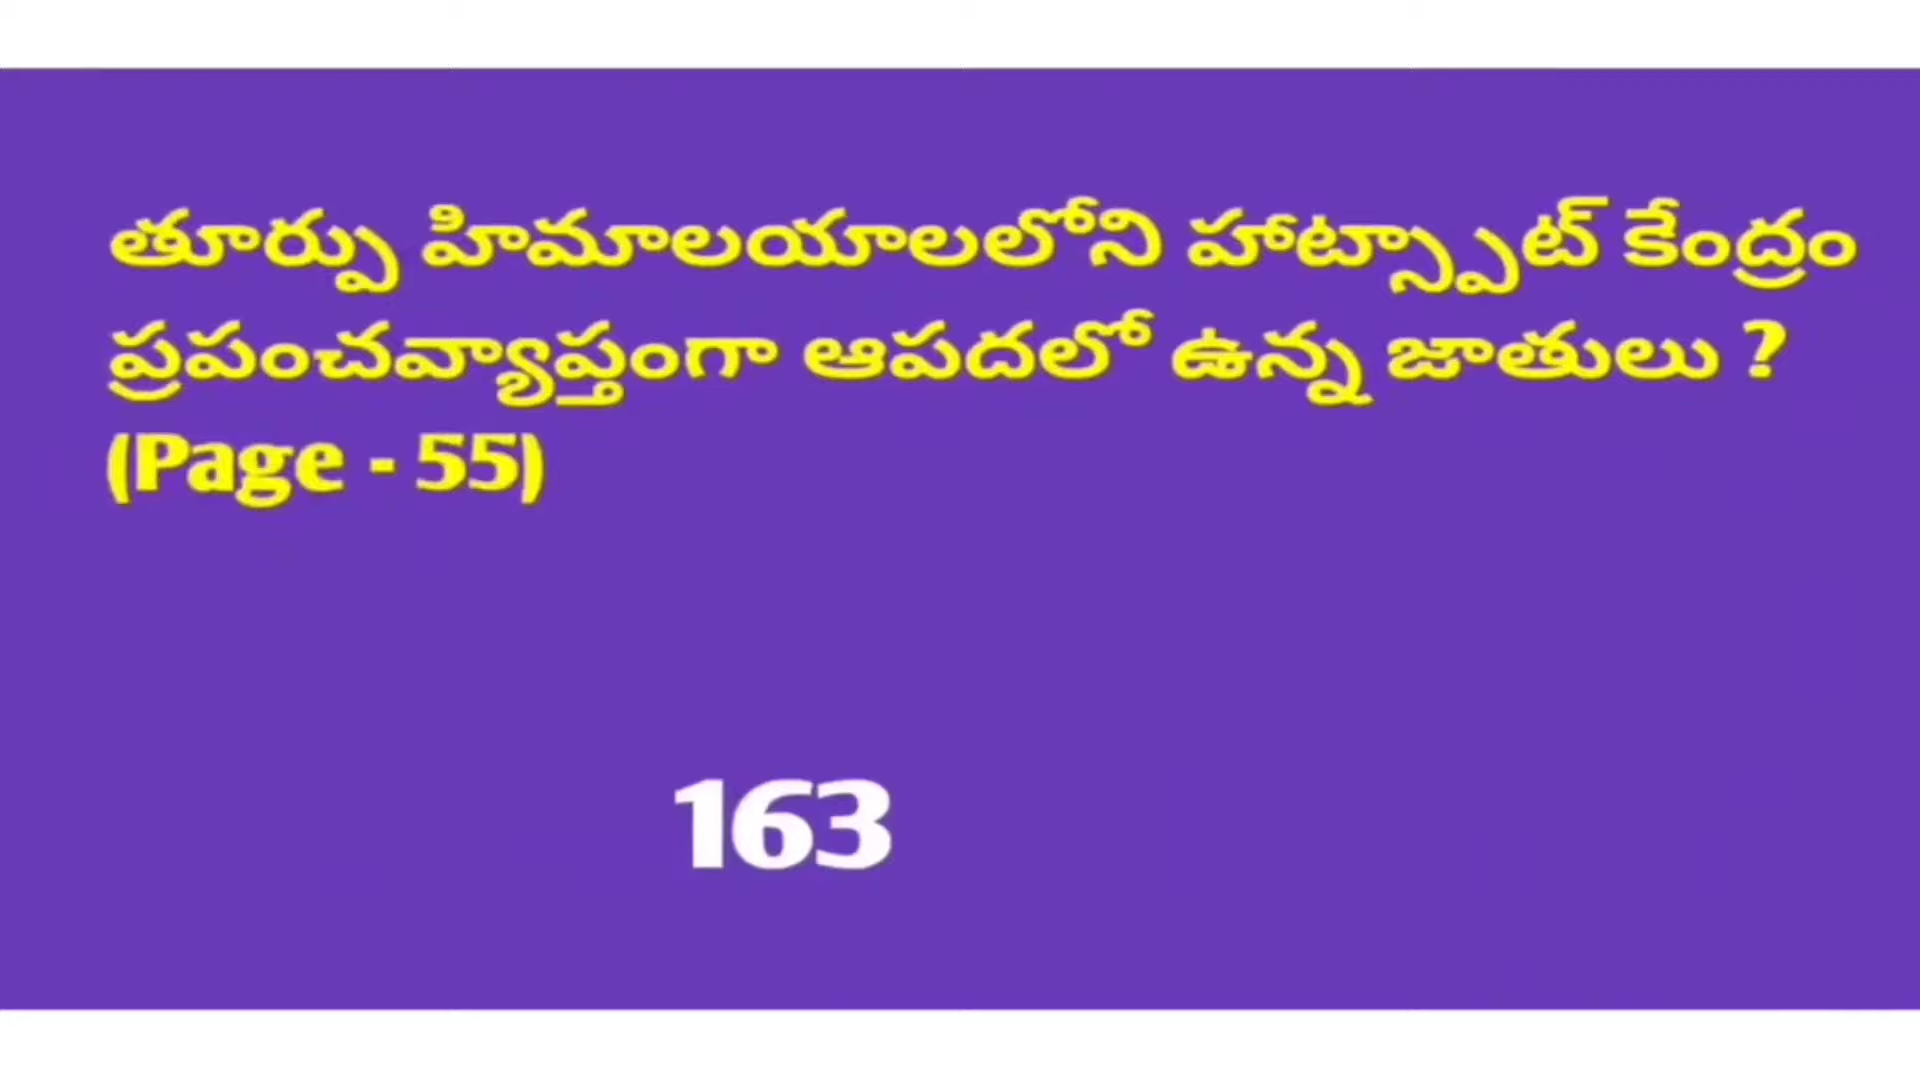 తూర్పు హిమాలయాలలోని హాట్స్పాట్ కేంద్రం
ప్రపంచవ్యాప్తంగా ఆపదలో ఉన్న జాతులు ?
(Page - 55)
163